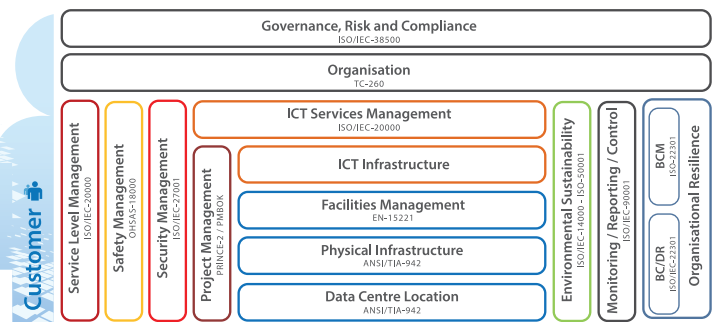 Governance, Risk and Compliance
ISO/IEC-38500
Organisation
TC-260
Customer
Service Level Management
ISO/IEC-20000
Safety Management
OHSAS-18000
Security Management
ISO/IEC-27001
ICT Services Management
ISO/IEC-20000
Project Management
PRINCE-2 / PMBOK
ICT Infrastructure
Facilities Management
EN-15221
Physical Infrastructure
ANSI/TIA-942
Data Centre Location
ANSI/TIA-942
Environmental Sustainability
ISO/IEC-14000 - ISO-50001
Monitoring / Reporting / Control
ISO/IEC-90001
BCM
ISO-22301
BC/DR
ISO/IEC-22301
Organisational Resilience